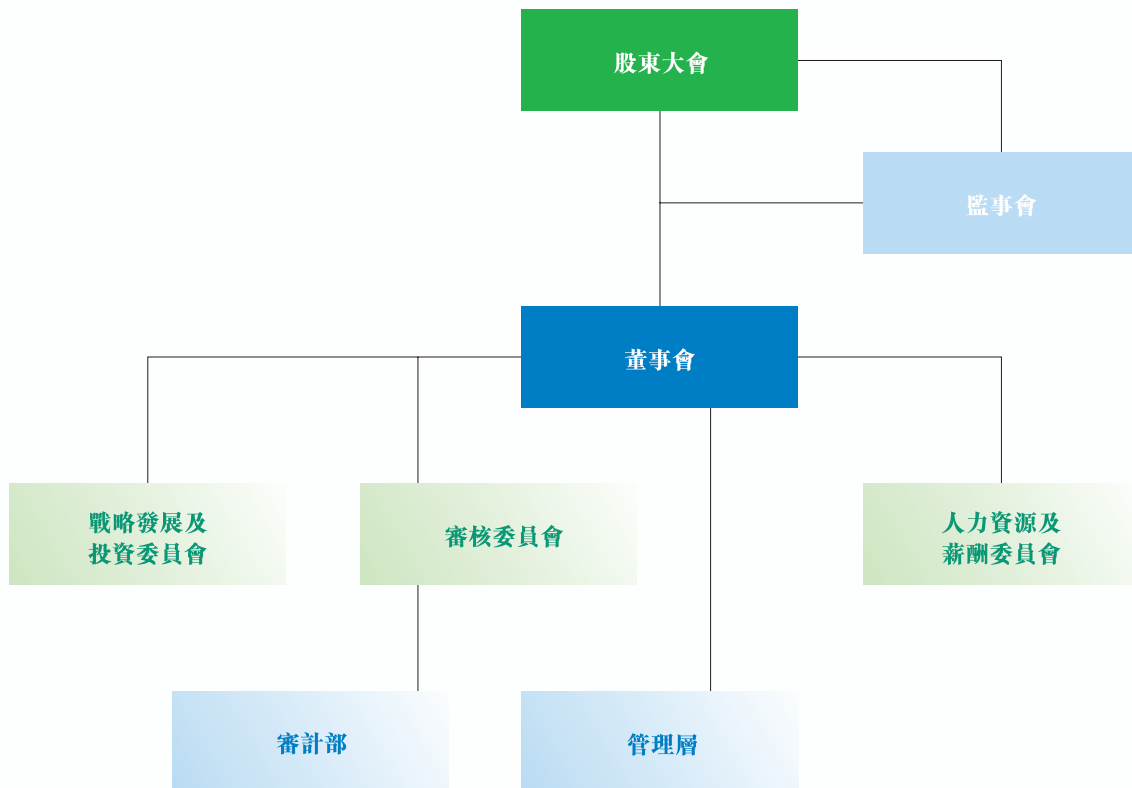 股東大會
監事會
董事會
戰略發展及
投資委員會
審核委員會
人力資源及
薪酬委員會
審計部
管理層